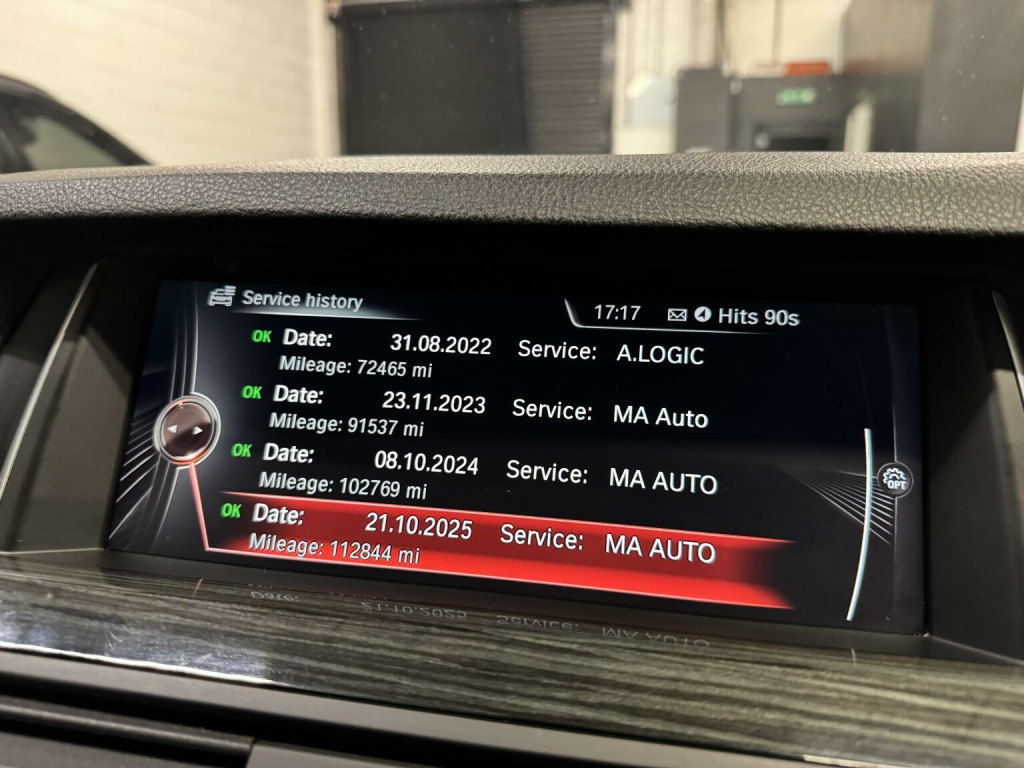 Service history
17:17 Hits 90s
OK Date: 31.08.2022 Service: A.LOGIC
Mileage: 72465 mi
OK Date: 23.11.2023 Service: MA Auto
Mileage: 91537 mi
OK Date: 08.10.2024 Service: MA AUTO
Mileage: 102769 mi
OK Date: 21.10.2025 Service: MA AUTO
Mileage: 112844 mi
OPT